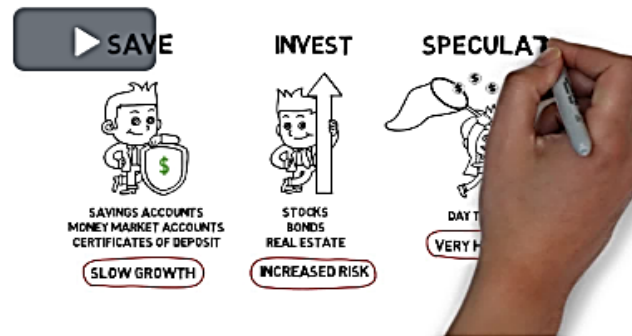 SAVE
SAVINGS ACCOUNTS
MONEY MARKET ACCOUNTS
CERTIFICATES OF DEPOSIT
SLOW GROWTH
INVEST
STOCKS
BONDS
REAL ESTATE
INCREASED RISK
SPECULAT
DAY T
VERY H